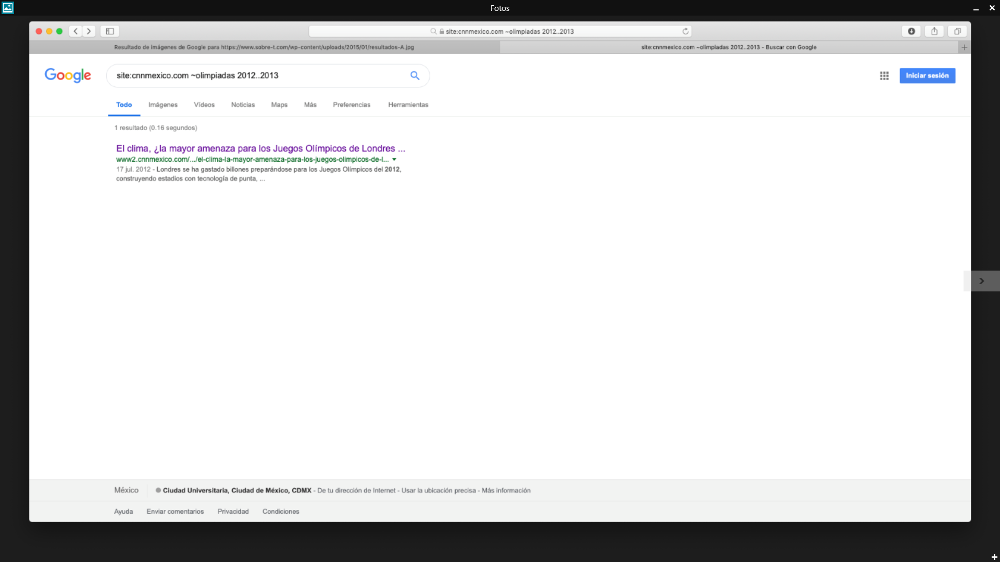 Fotos
site:cnnmexico.com ~olimpiadas 2012..2013
Resultado de imágenes de Google para https://www.sobre-t.com/wp-content/uploads/2015/01/resultados-A.jpg
site:cnnmexico.com ~olimpiadas 2012..2013 - Buscar con Google
Google
site:cnnmexico.com ~olimpiadas 2012..2013
Iniciar sesión
Todo Imágenes Vídeos Noticias Maps Más Preferencias Herramientas
1 resultado (0.16 segundos)
El clima, ¿la mayor amenaza para los Juegos Olímpicos de Londres ...
www2.cnnmexico.com/.../el-clima-la-mayor-amenaza-para-los-juegos-olimpicos-de-l...
17 jul. 2012 - Londres se ha gastado billones preparándose para los Juegos Olímpicos del 2012,
construyendo estadios con tecnología de punta, ...
México Ciudad Universitaria, Ciudad de México, CDMX - De tu dirección de Internet - Usar la ubicación precisa - Más información
Ayuda Enviar comentarios Privacidad Condiciones